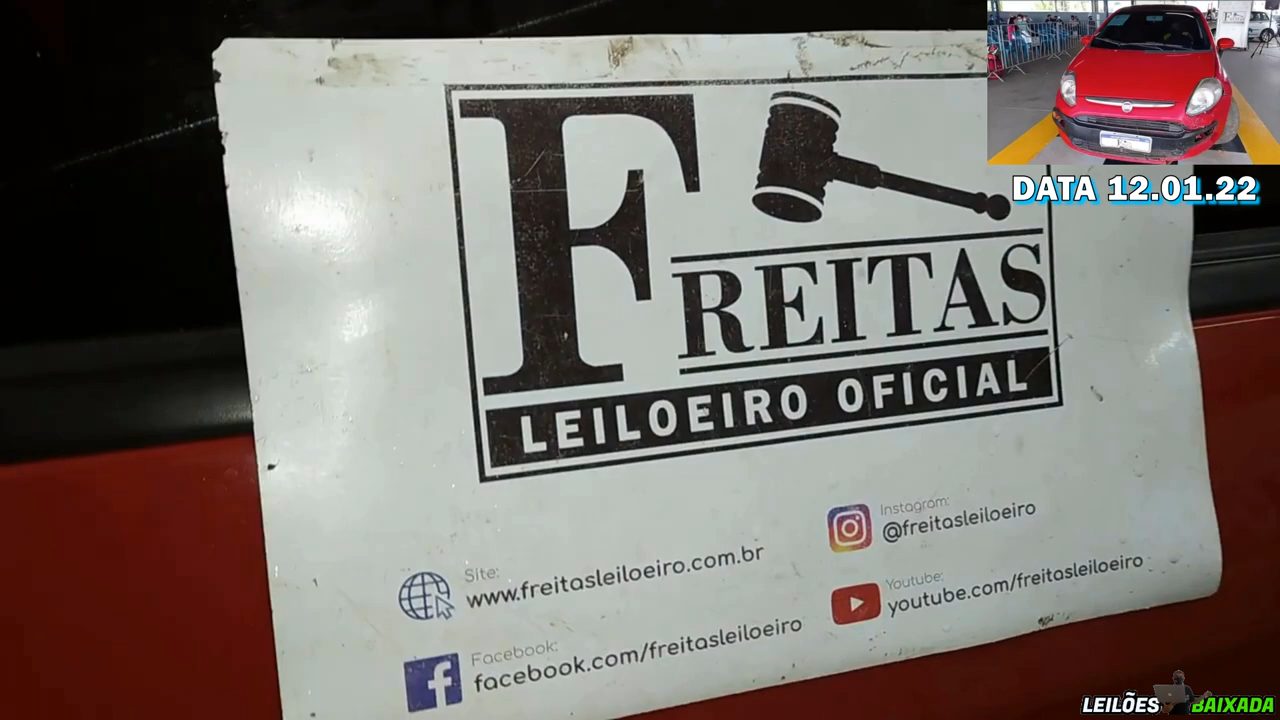 DATA 12.01.22
FREITAS
LEILOEIRO OFICIAL
Site:
www.freitasleiloeiro.com.br
Facebook:
facebook.com/freitasleiloeiro
Instagram:
@freitasleiloeiro
Youtube:
youtube.com/freitasleiloeiro
LEILÕES BAIXADA